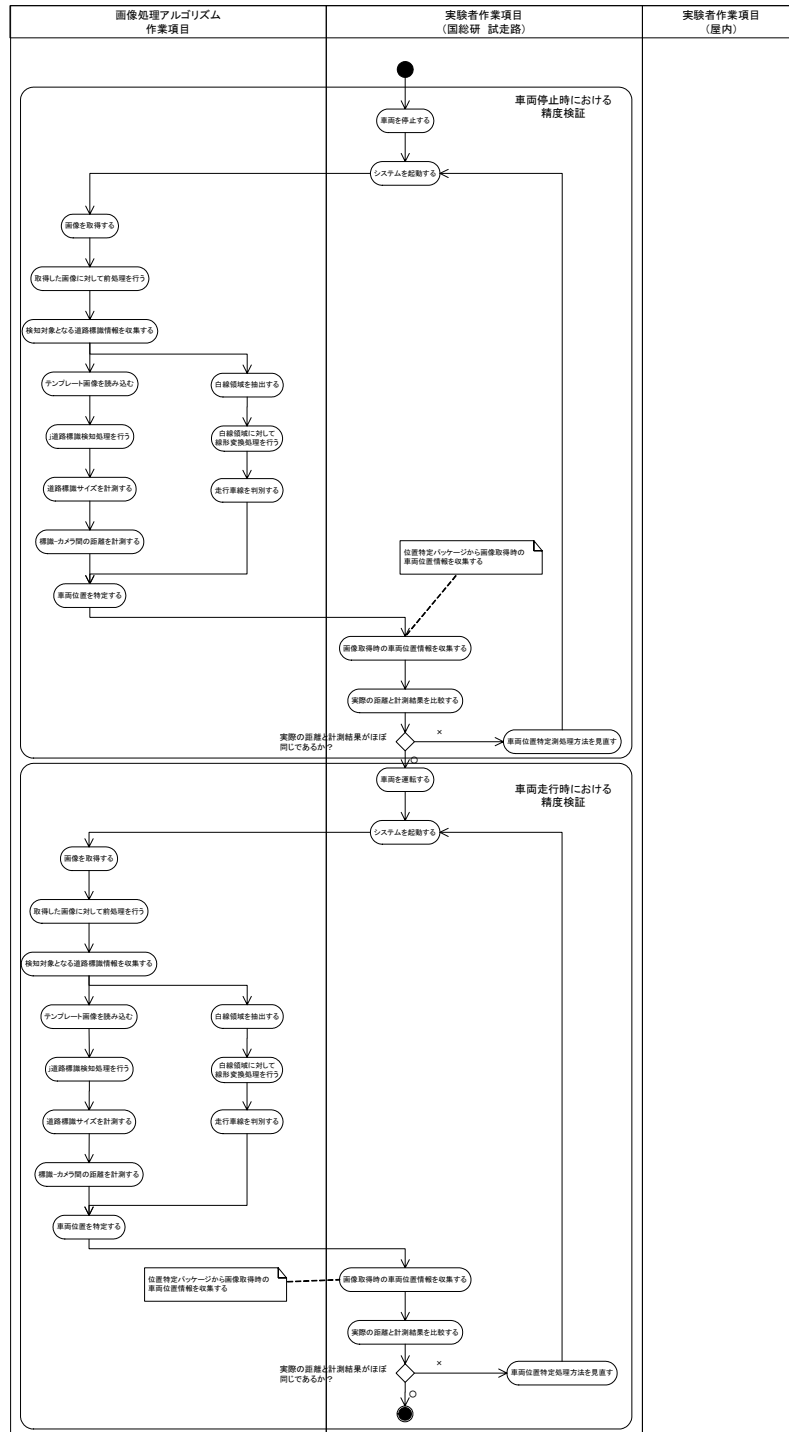 画像処理アルゴリズム
作業項目
実験者作業項目
（国総研 試走路）
実験者作業項目
（屋内）
車両停止時における
精度検証
車両を停止する
システムを起動する
画像を取得する
取得した画像に対して前処理を行う
検知対象となる道路標識情報を収集する
テンプレート画像を読み込む
白線領域を抽出する
j道路標識検知処理を行う
白線領域に対して
線形変換処理を行う
道路標識サイズを計測する
走行車線を判別する
標識-カメラ間の距離を計測する
位置特定パッケージから画像取得時の
車両位置情報を収集する
車両位置を特定する
画像取得時の車両位置情報を収集する
実際の距離と計測結果を比較する
実際の距離と計測結果がほぼ
同じであるか？
×
車両位置特定測処理方法を見直す
○
車両を運転する
車両走行時における
精度検証
システムを起動する
画像を取得する
取得した画像に対して前処理を行う
検知対象となる道路標識情報を収集する
テンプレート画像を読み込む
白線領域を抽出する
j道路標識検知処理を行う
白線領域に対して
線形変換処理を行う
道路標識サイズを計測する
走行車線を判別する
標識-カメラ間の距離を計測する
車両位置を特定する
位置特定パッケージから画像取得時の
車両位置情報を収集する
画像取得時の車両位置情報を収集する
実際の距離と計測結果を比較する
実際の距離と計測結果がほぼ
同じであるか？
×
車両位置特定処理方法を見直す
○